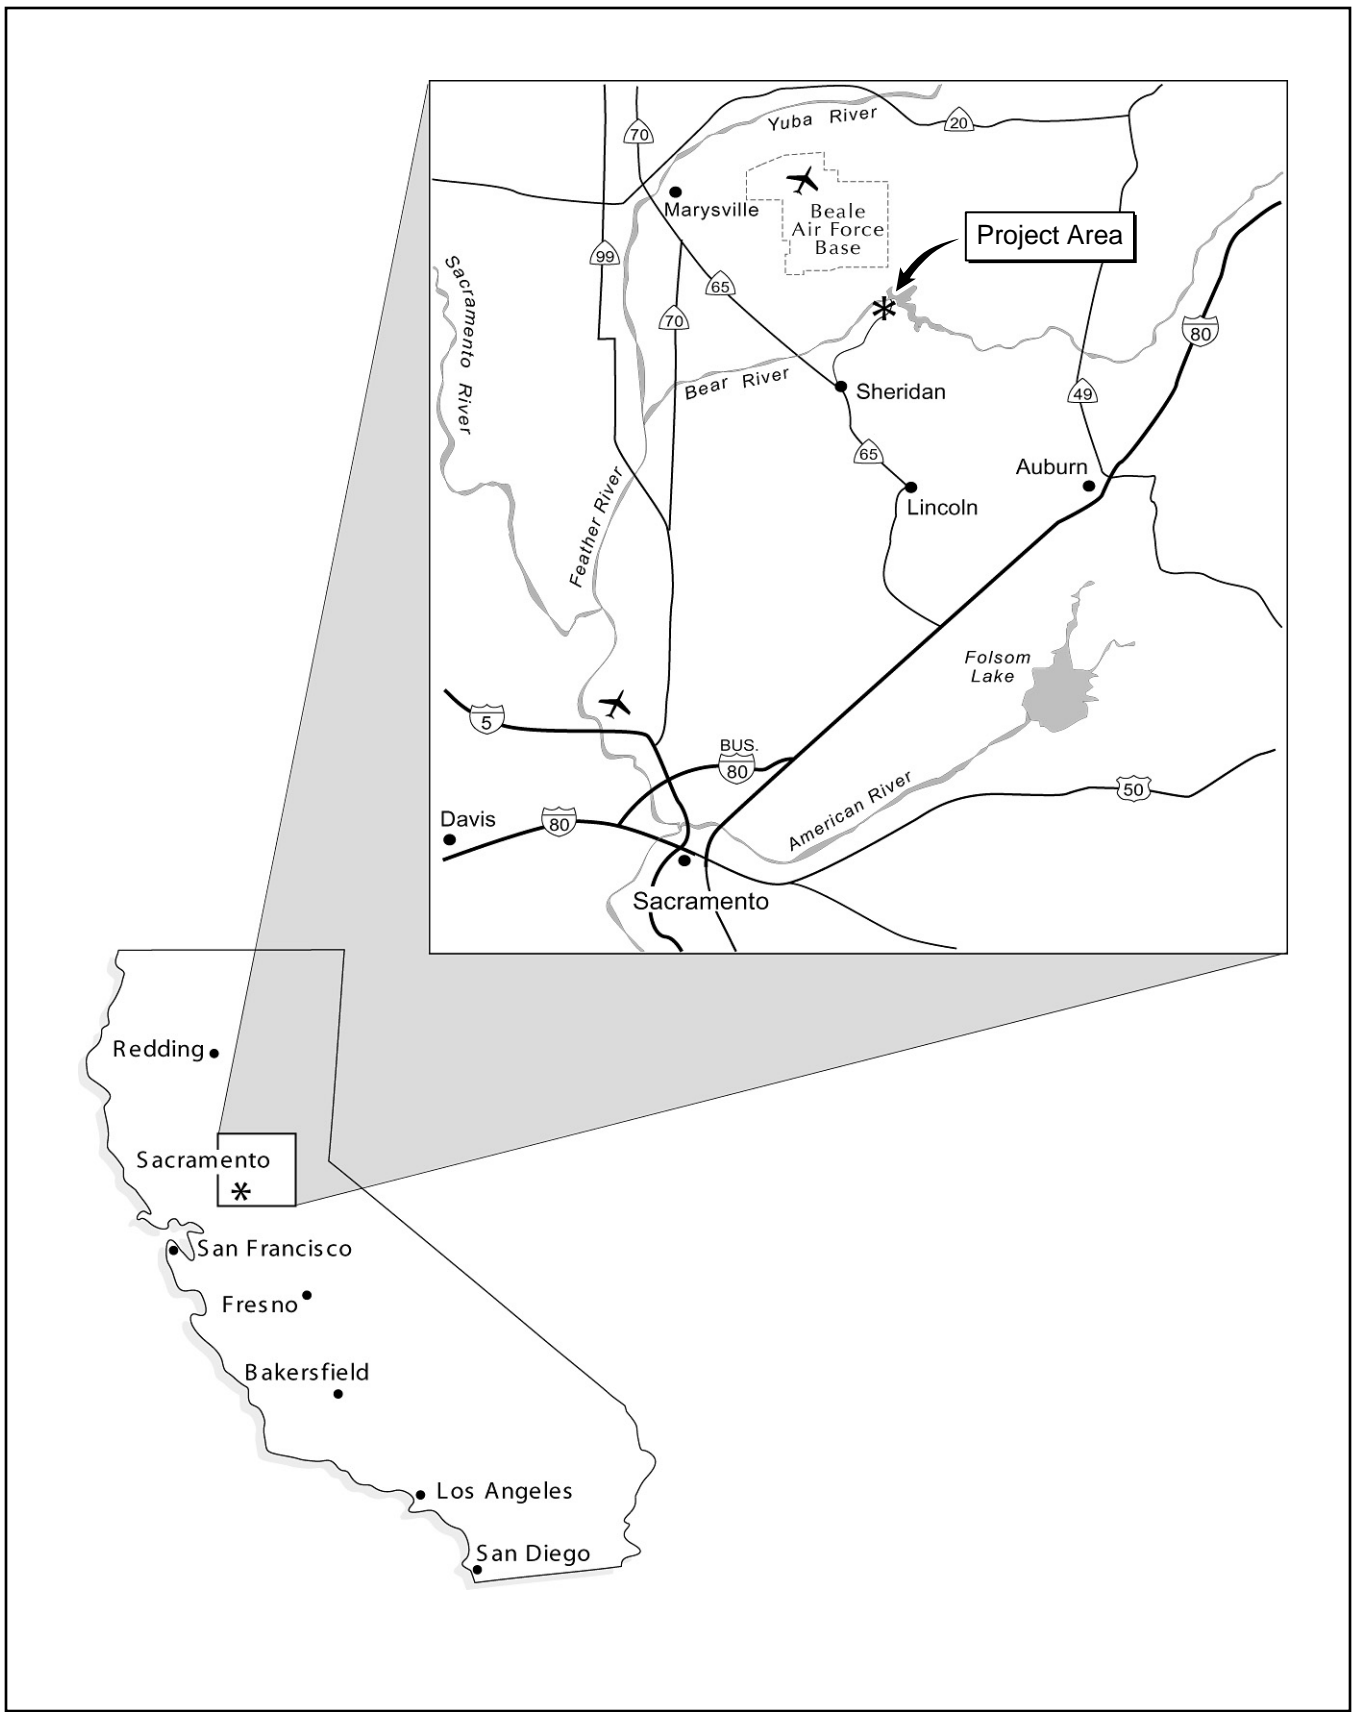 70
Yuba River
20
Marysville
Beale
Air Force
Base
Project Area
99
Sacramento River
65
70
80
Bear River
Sheridan
49
65
Auburn
Lincoln
Feather River
Folsom
Lake
5
BUS.
80
50
American River
Davis
80
Sacramento
Redding
Sacramento
San Francisco
Fresno
Bakersfield
Los Angeles
San Diego